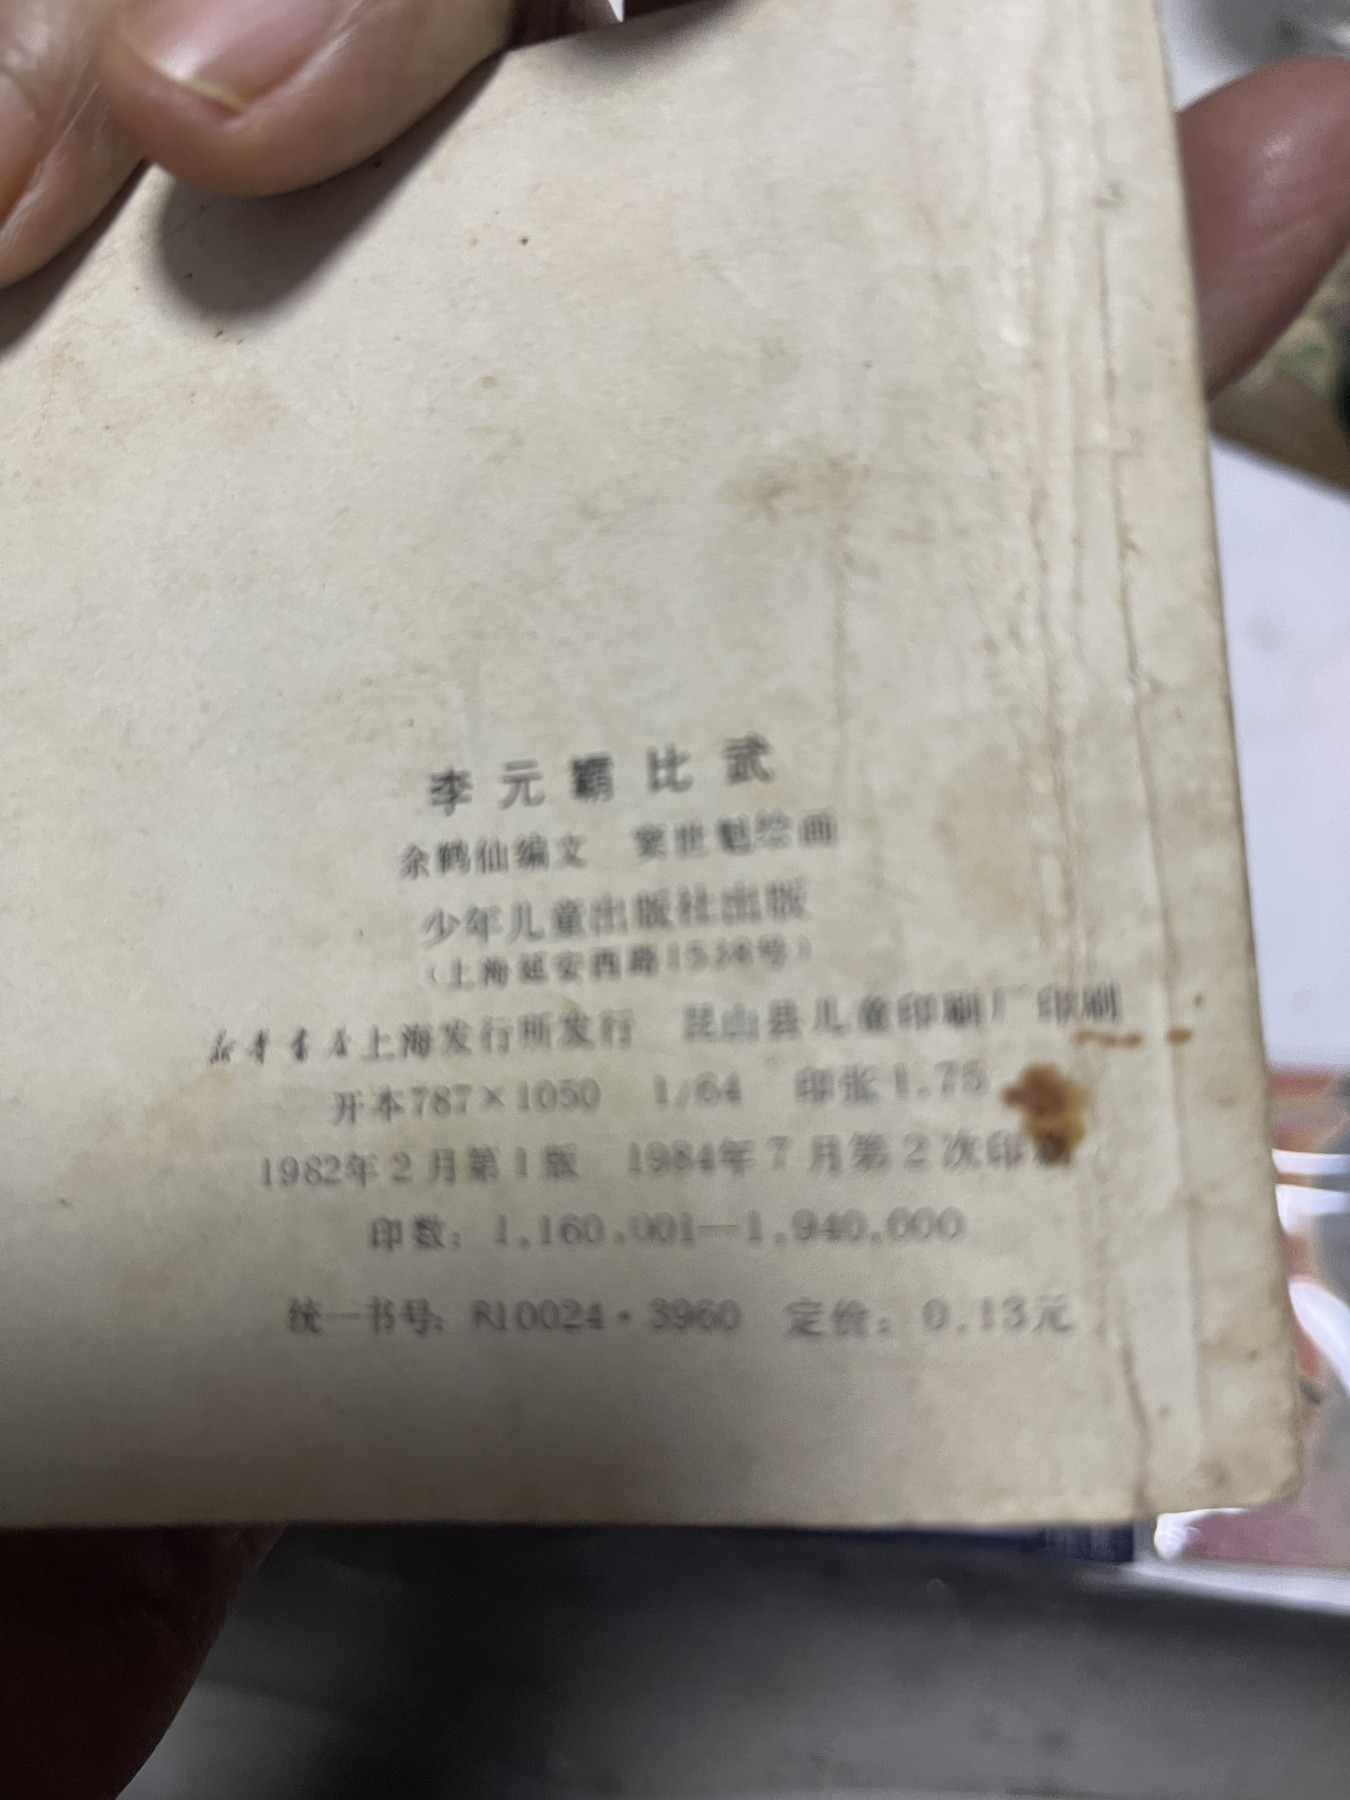 李元霸比武
余鹤仙编文 窦世魁绘画
少年儿童出版社出版
(上海延安西路1538号)
新华书店上海发行所发行 昆山县儿童印刷厂印刷
开本787×1050 1/64 印张1.75
1982年2月第1版 1984年7月第2次印刷
印数：1,160,001—1,940,000
统一书号：R10024·3960 定价：0.13元